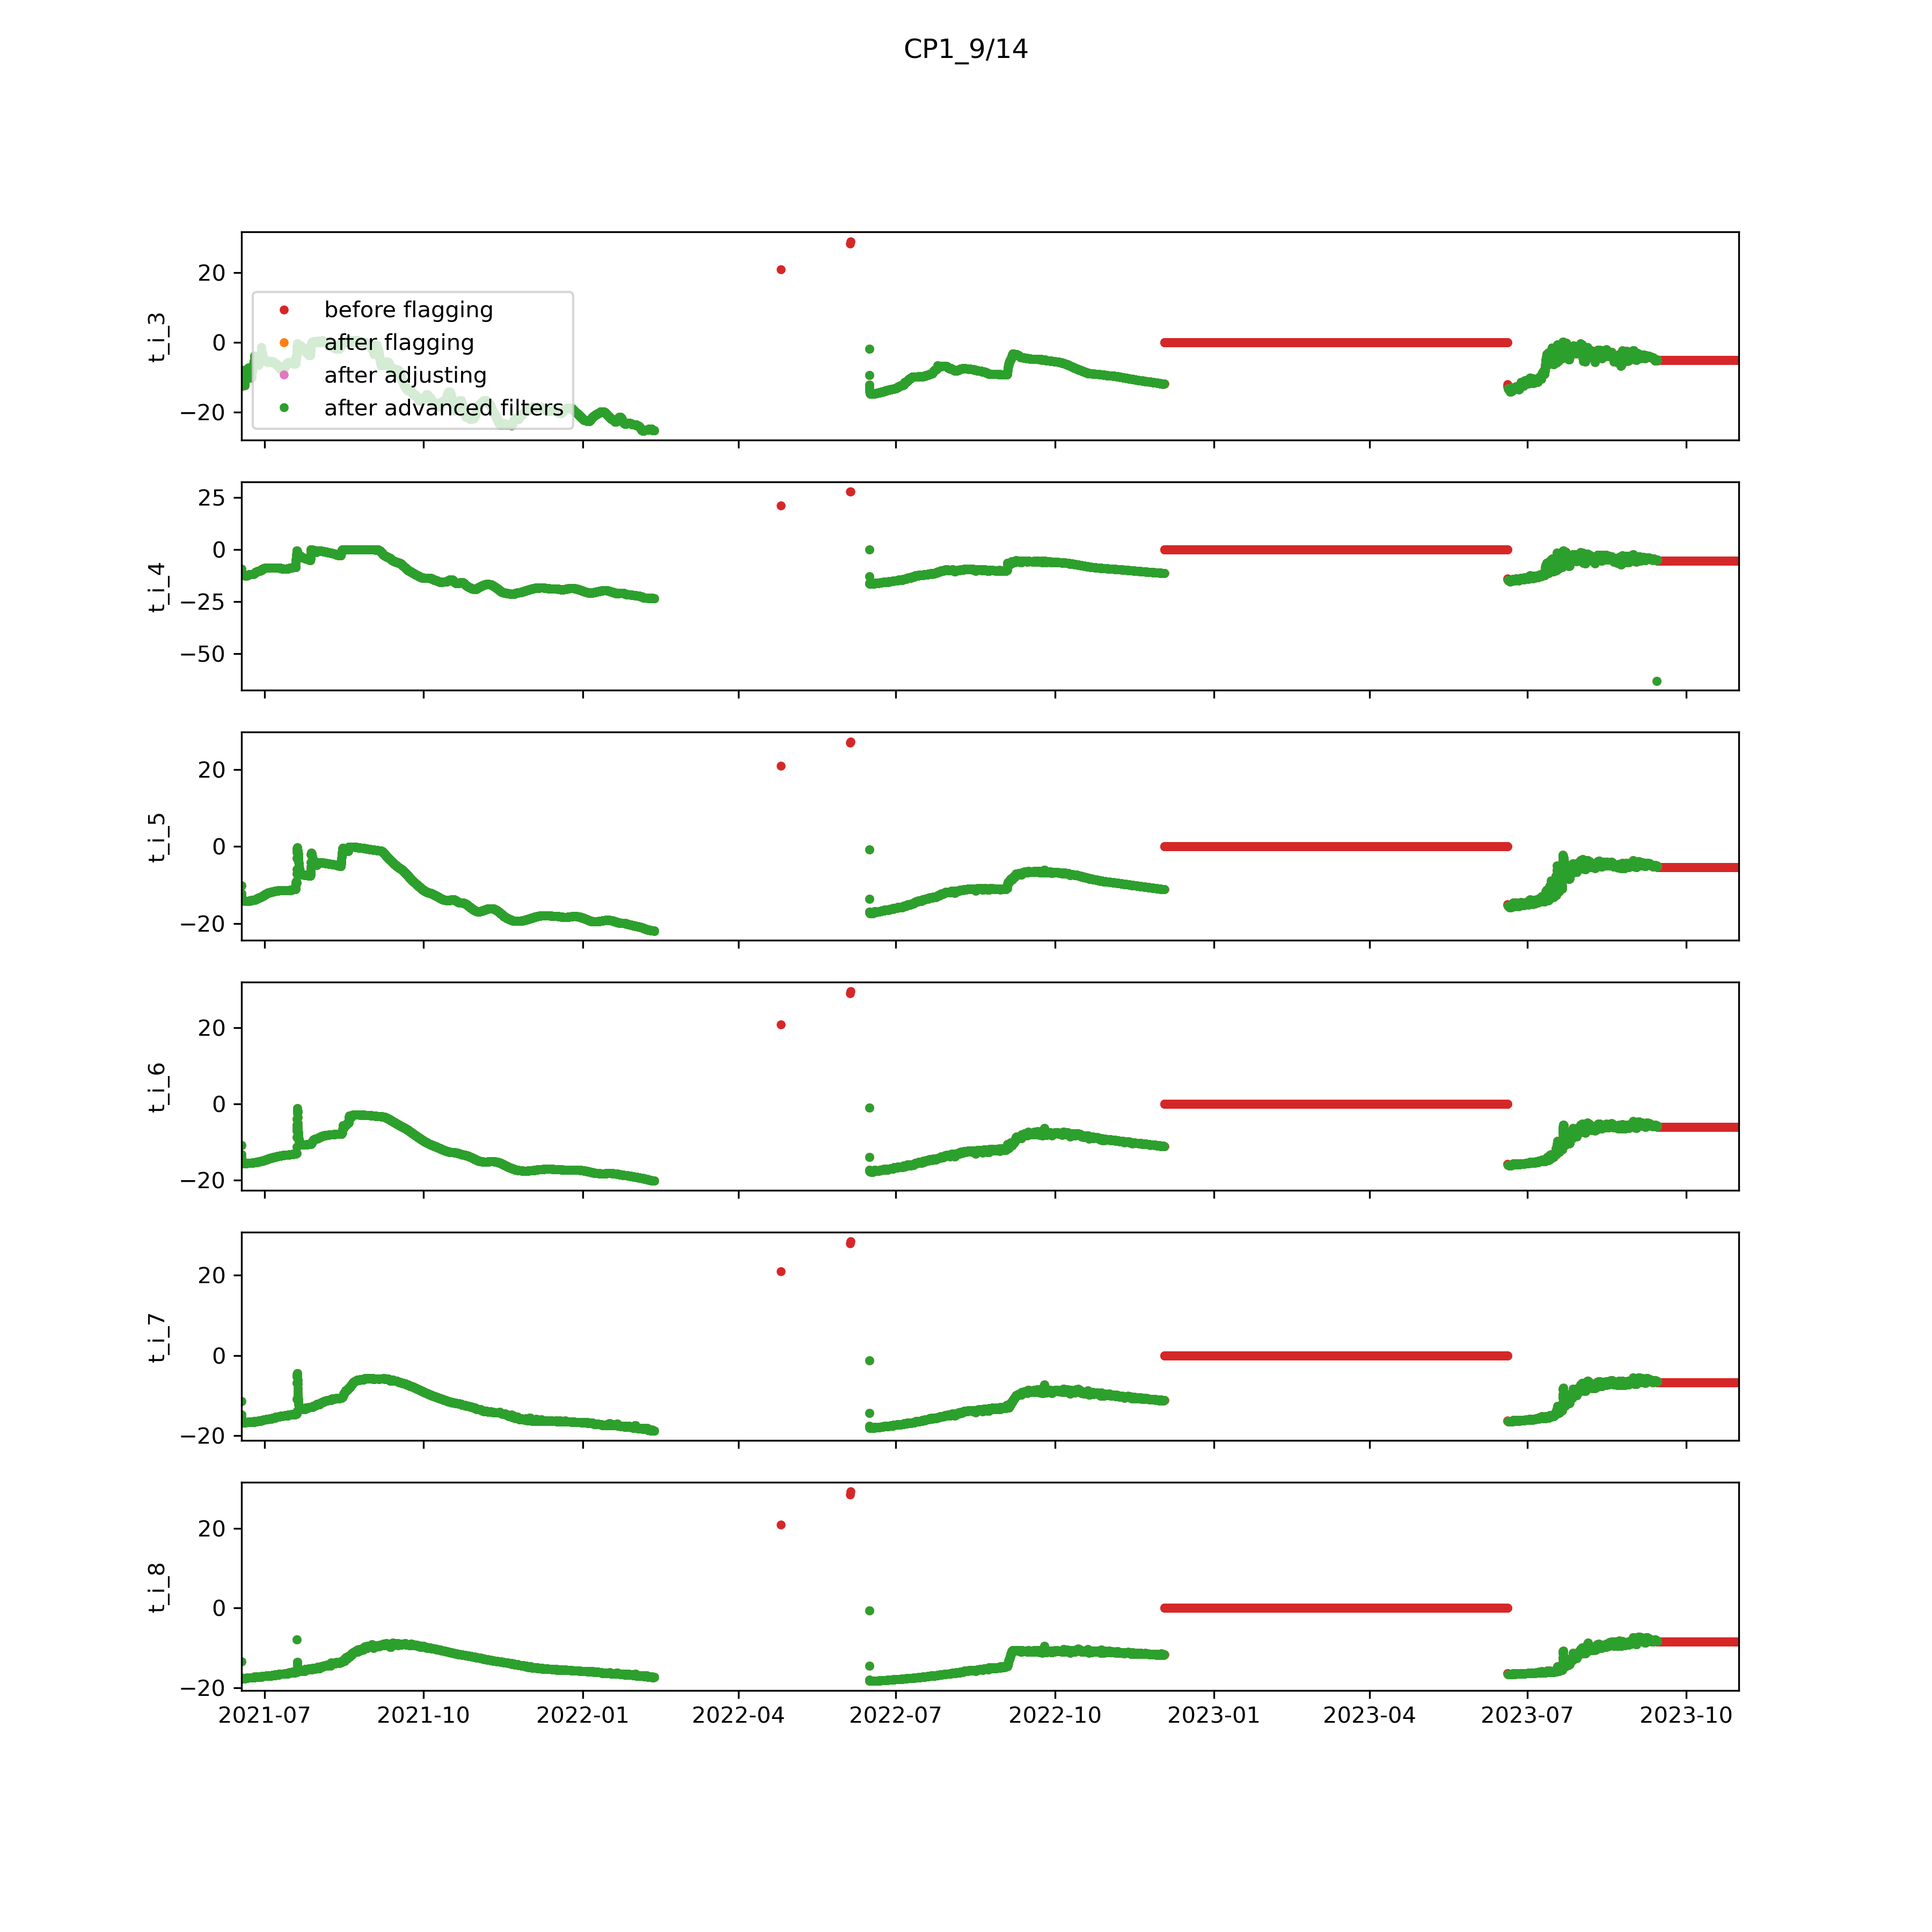 CP1_9/14
20
0
−20
t_i_3
before flagging
after flagging
after adjusting
after advanced filters
25
0
−25
−50
t_i_4
20
0
−20
t_i_5
20
0
−20
t_i_6
20
0
−20
t_i_7
20
0
−20
t_i_8
2021-07 2021-10 2022-01 2022-04 2022-07 2022-10 2023-01 2023-04 2023-07 2023-10